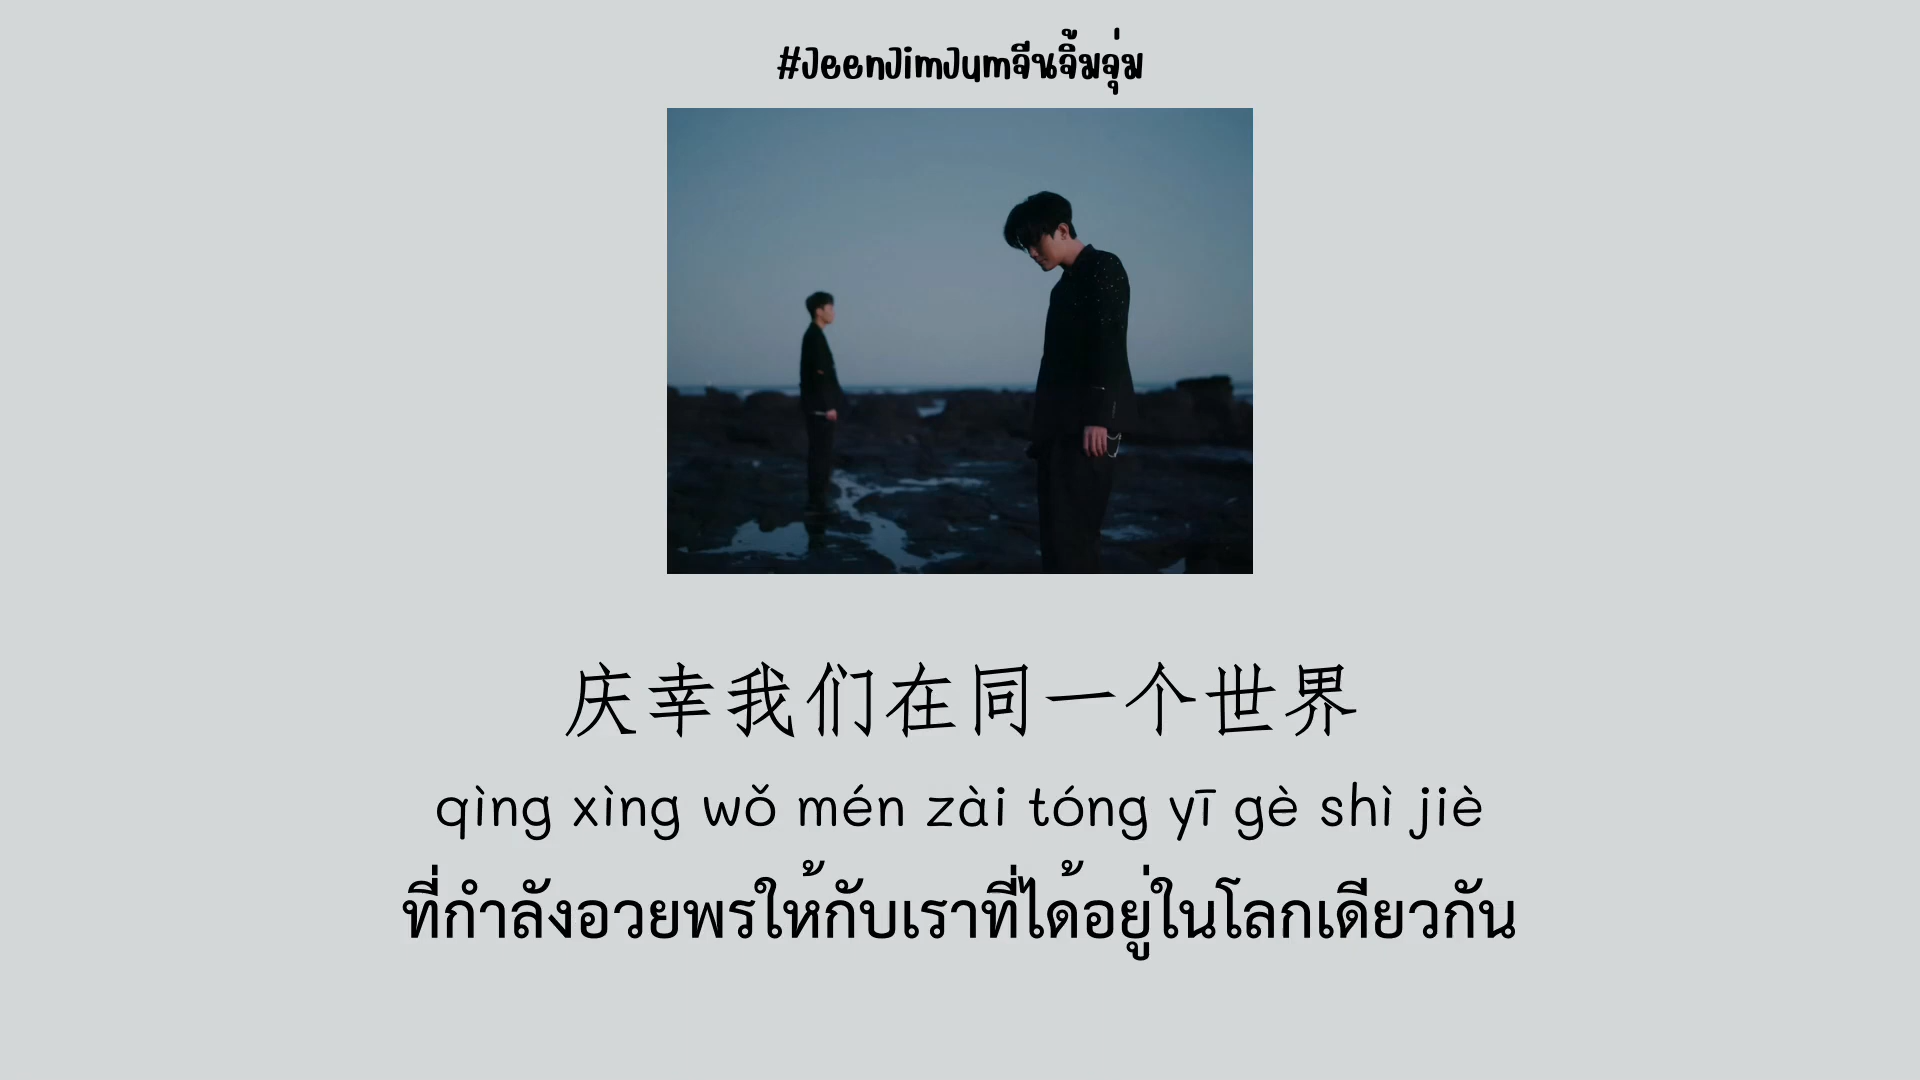 #JeenJimJumจีนจิ้มจุ่ม
庆幸我们在同一个世界
qìng xìng wǒ mén zài tóng yī gè shì jiè
ที่กำลังอวยพรให้กับเราที่ได้อยู่ในโลกเดียวกัน